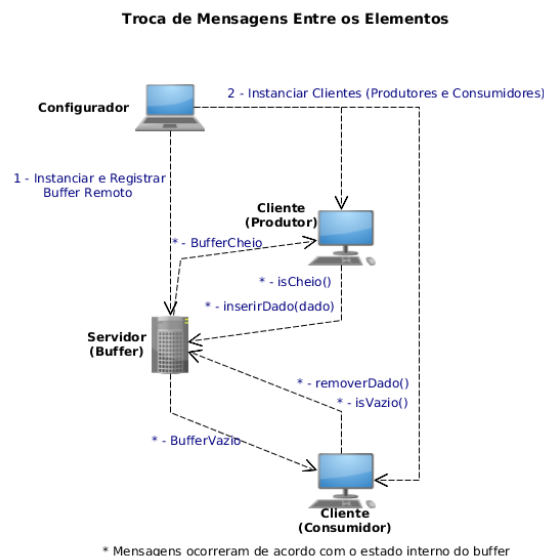 Troca de Mensagens Entre os Elementos
2 - Instanciar Clientes (Produtores e Consumidores)
Configurador
1 - Instanciar e Registrar
Buffer Remoto
Cliente
(Produtor)
* - BufferCheio
* - isCheio()
* - inserirDado(dado)
Servidor
(Buffer)
* - removerDado()
* - isVazio()
* - BufferVazio
Cliente
(Consumidor)
* Mensagens ocorreram de acordo com o estado interno do buffer